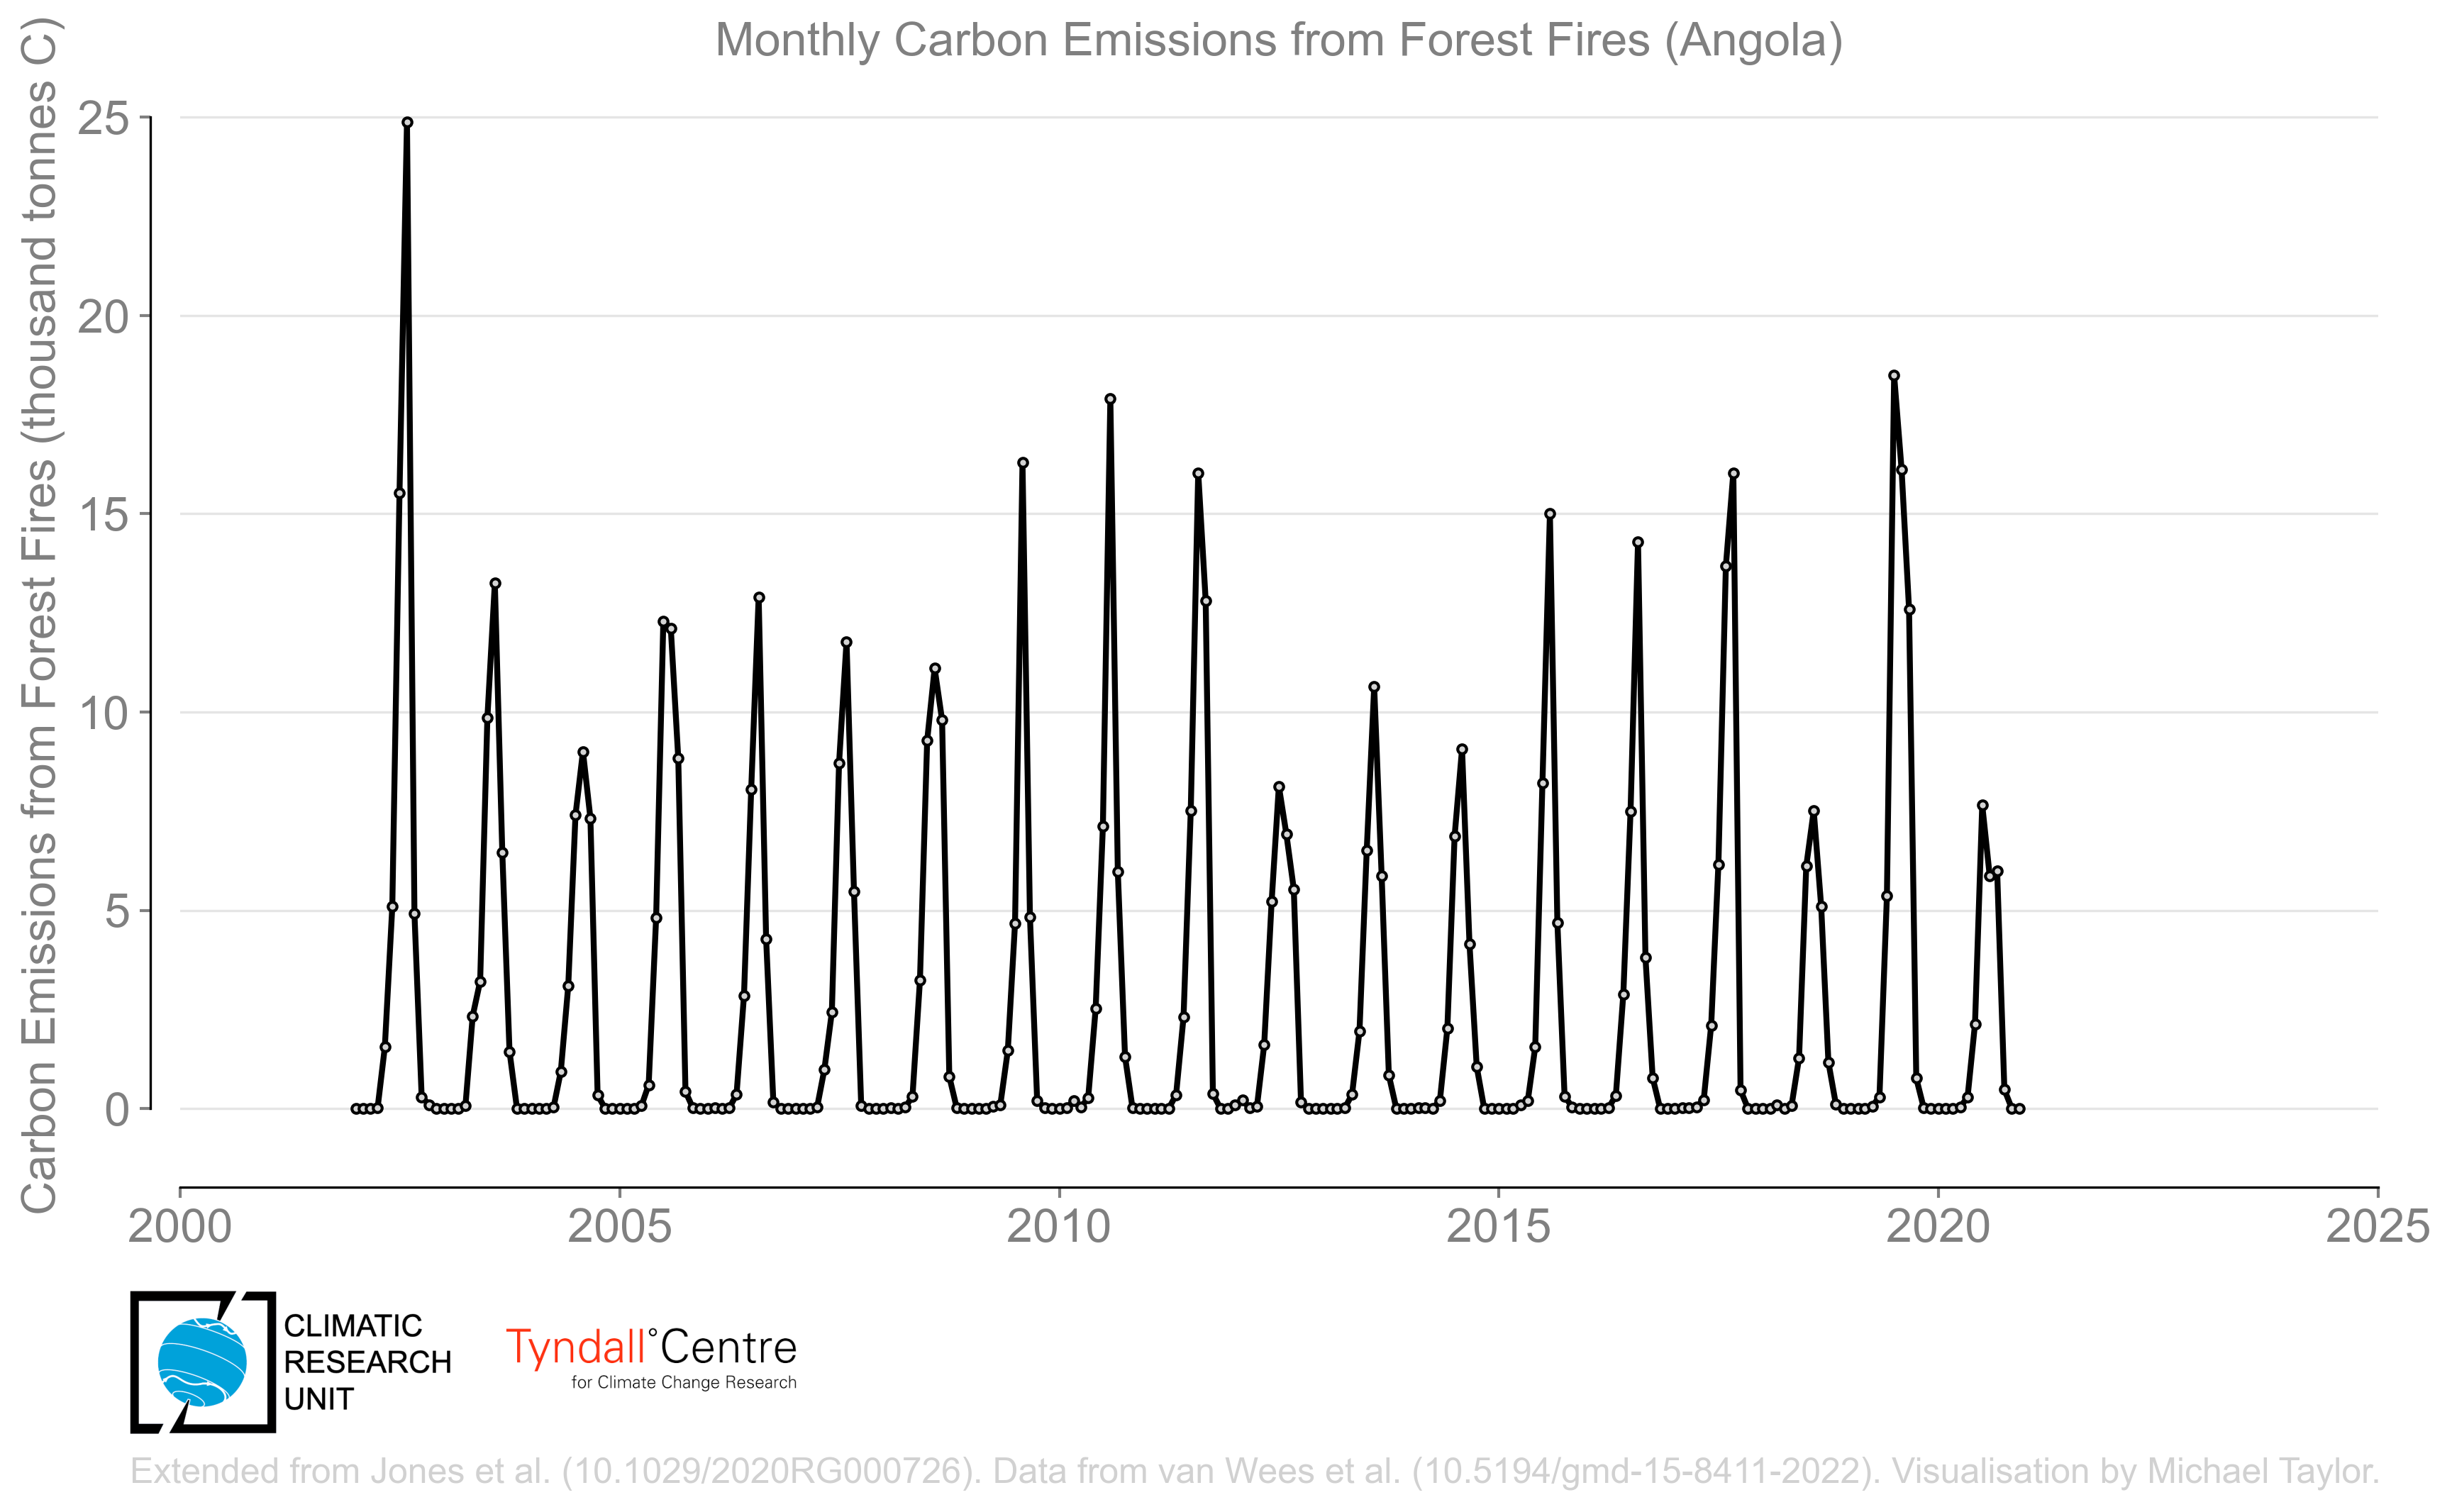 Monthly Carbon Emissions from Forest Fires (Angola)
Carbon Emissions from Forest Fires (thousand tonnes C)
25
20
15
10
5
0
2000 2005 2010 2015 2020 2025
CLIMATIC
RESEARCH
UNIT
Tyndall°Centre
for Climate Change Research
Extended from Jones et al. (10.1029/2020RG000726). Data from van Wees et al. (10.5194/gmd-15-8411-2022). Visualisation by Michael Taylor.